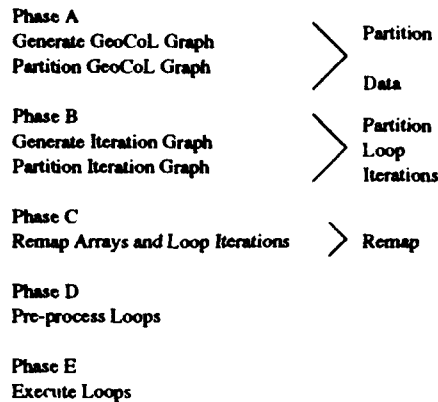 Phase A
Generate GeoCoL Graph
Partition GeoCoL Graph
Partition
Data
Phase B
Generate Iteration Graph
Partition Iteration Graph
Partition
Loop
Iterations
Phase C
Remap Arrays and Loop Iterations
Remap
Phase D
Pre-process Loops
Phase E
Execute Loops